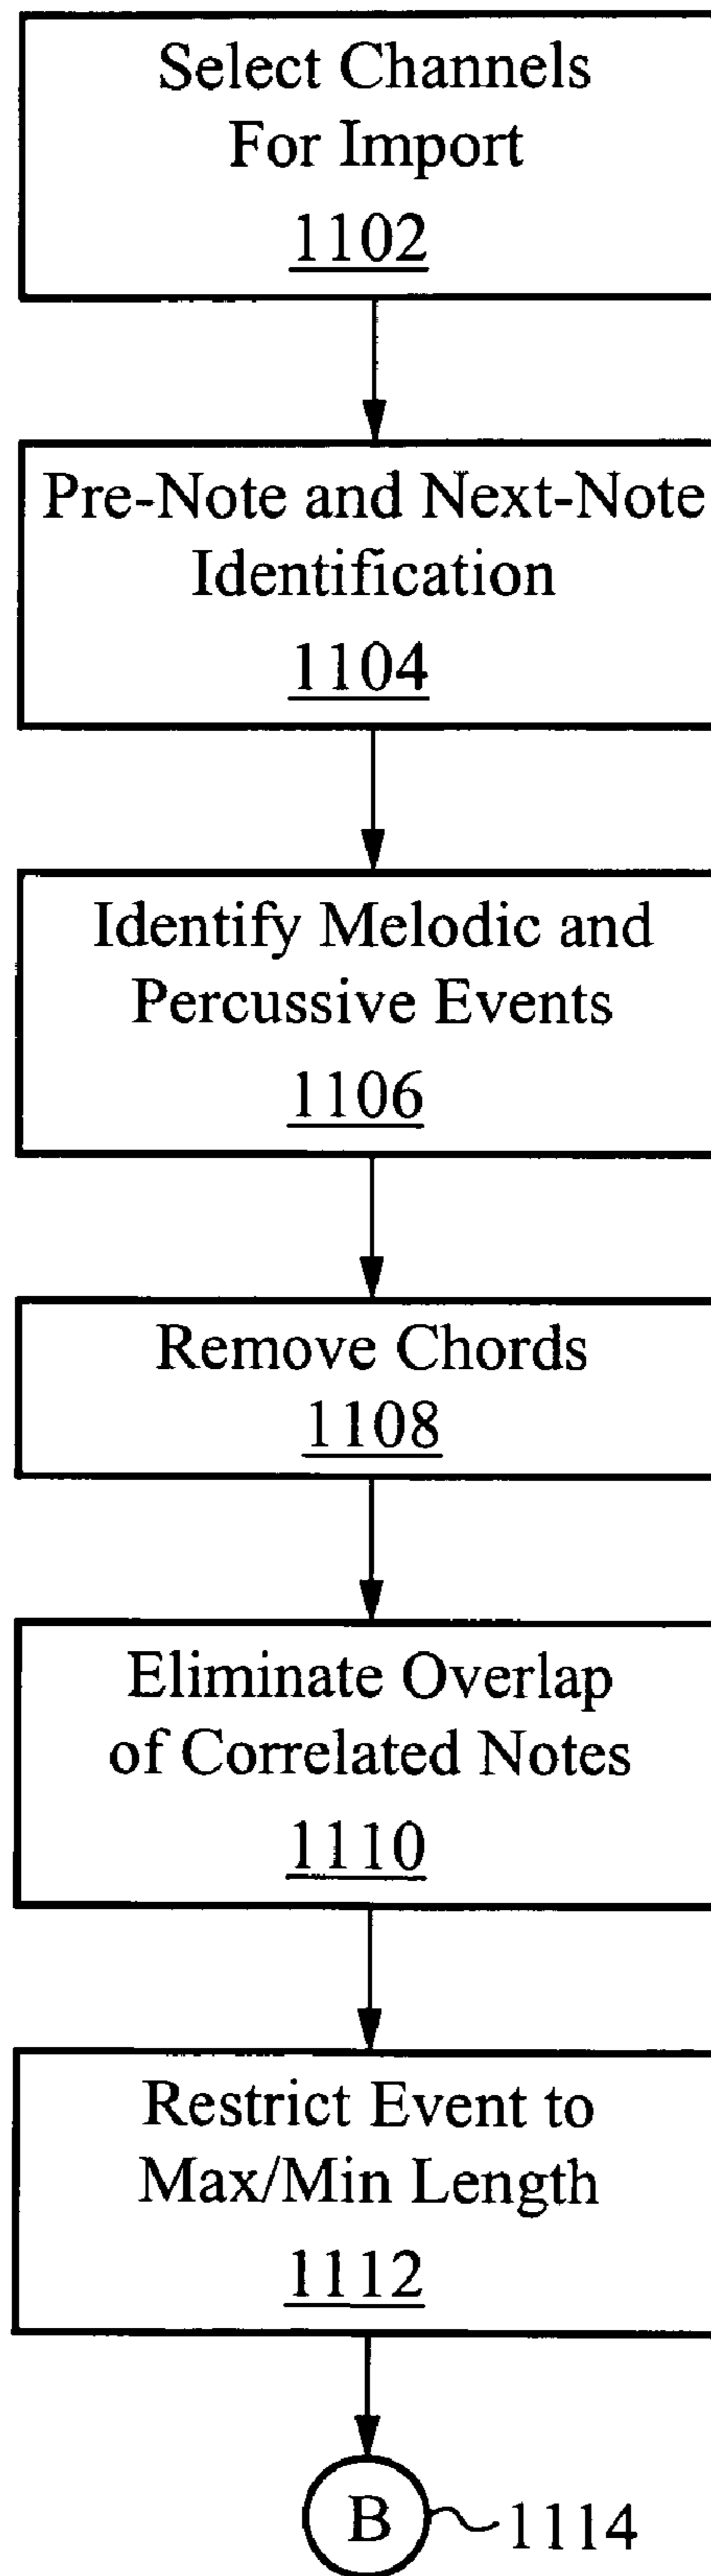 Select Channels
For Import
1102
Pre-Note and Next-Note
Identification
1104
Identify Melodic and
Percussive Events
1106
Remove Chords
1108
Eliminate Overlap
of Correlated Notes
1110
Restrict Event to
Max/Min Length
1112
B 1114